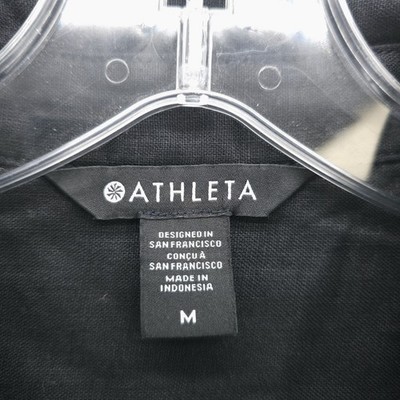 ATHLETA
DESIGNED IN
SAN FRANCISCO
CONÇU À
SAN FRANCISCO
MADE IN
INDONESIA
M